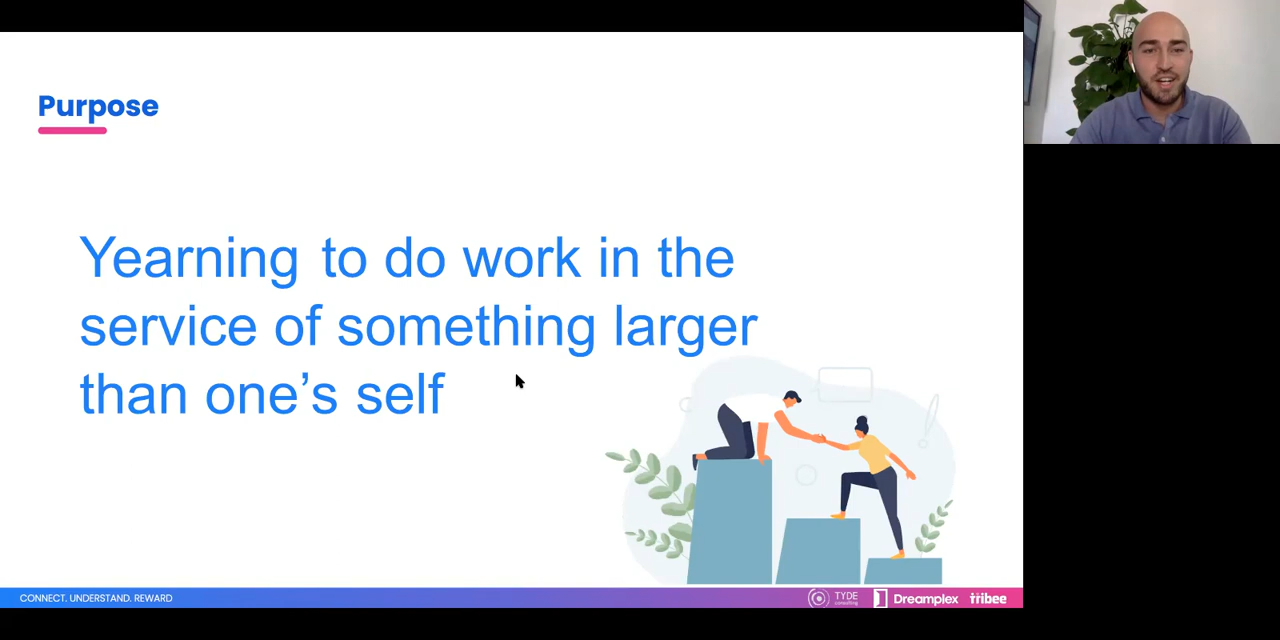 Purpose
Yearning to do work in the
service of something larger
than one’s self
CONNECT. UNDERSTAND. REWARD
TYDE
consulting
Dreamplex
tribee